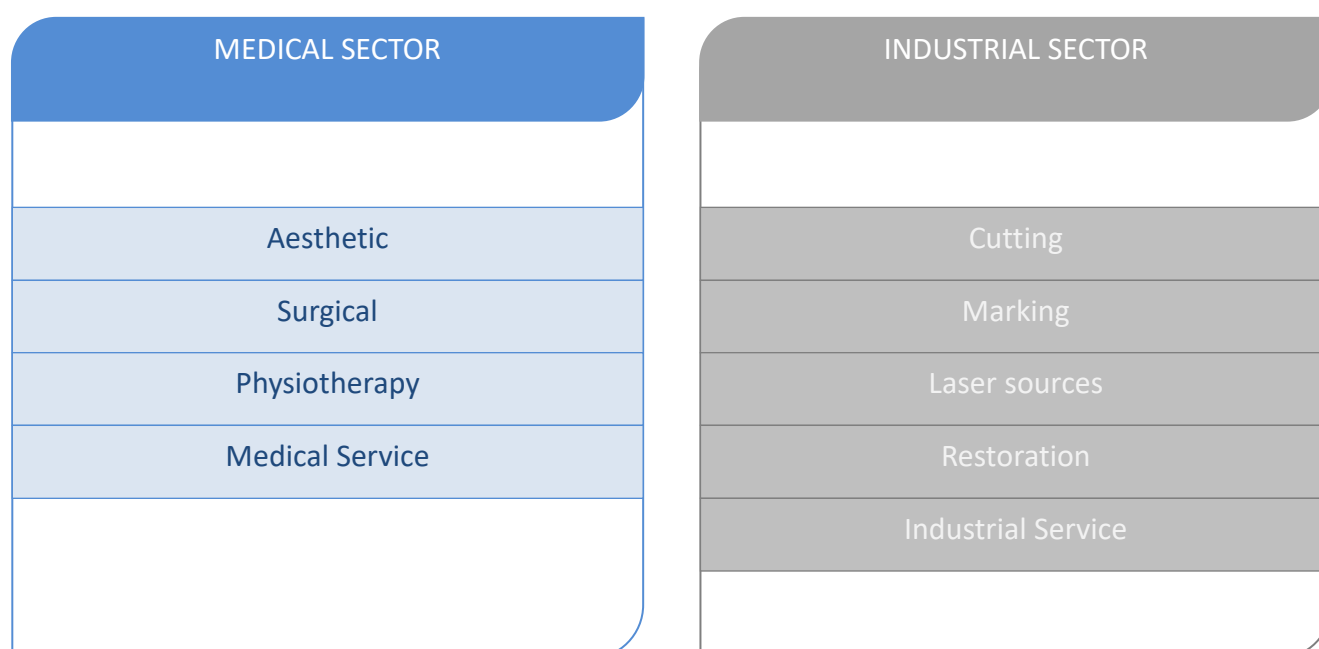 MEDICAL SECTOR
Aesthetic
Surgical
Physiotherapy
Medical Service
INDUSTRIAL SECTOR
Cutting
Marking
Laser sources
Restoration
Industrial Service